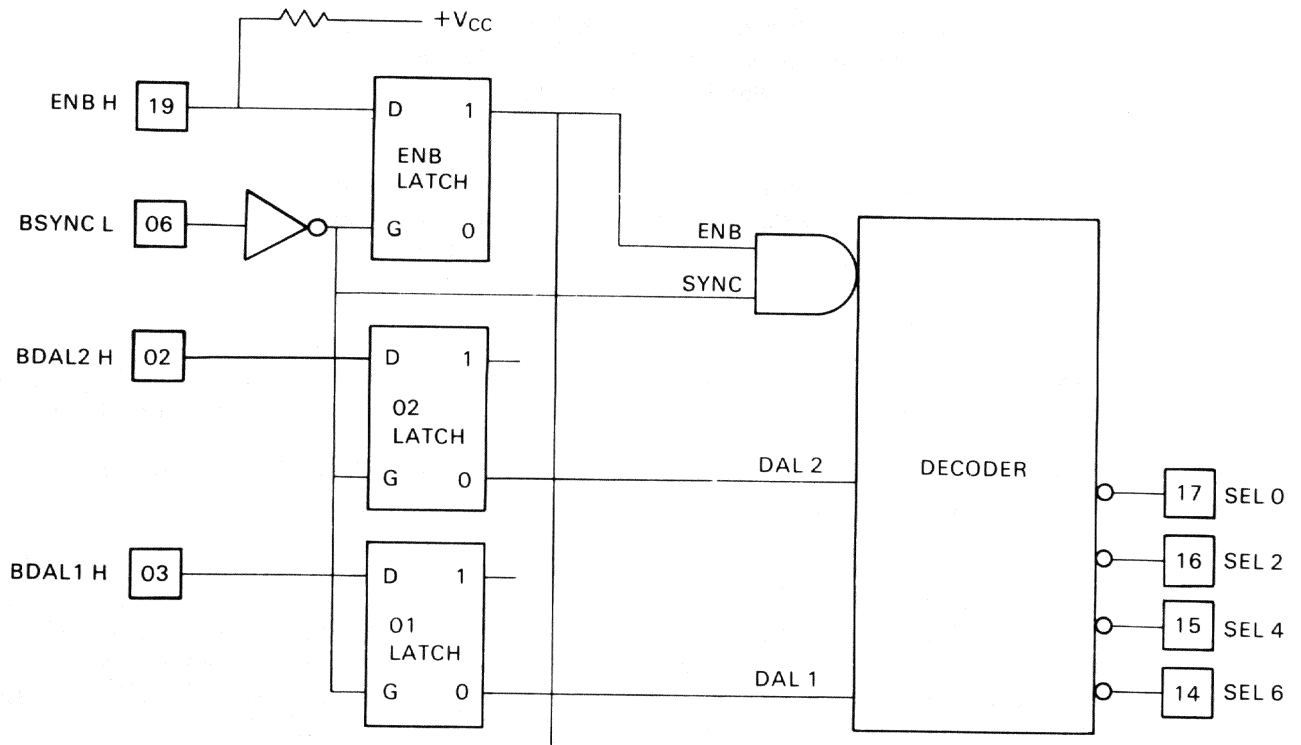 +VCC
ENB H 19
D 1
ENB
LATCH
BSYNC L 06
G 0
ENB
SYNC
BDAL2 H 02
D 1
02
LATCH
G 0
DAL 2
DECODER
17 SEL 0
BDAL1 H 03
D 1
16 SEL 2
01
LATCH
15 SEL 4
G 0
DAL 1
14 SEL 6